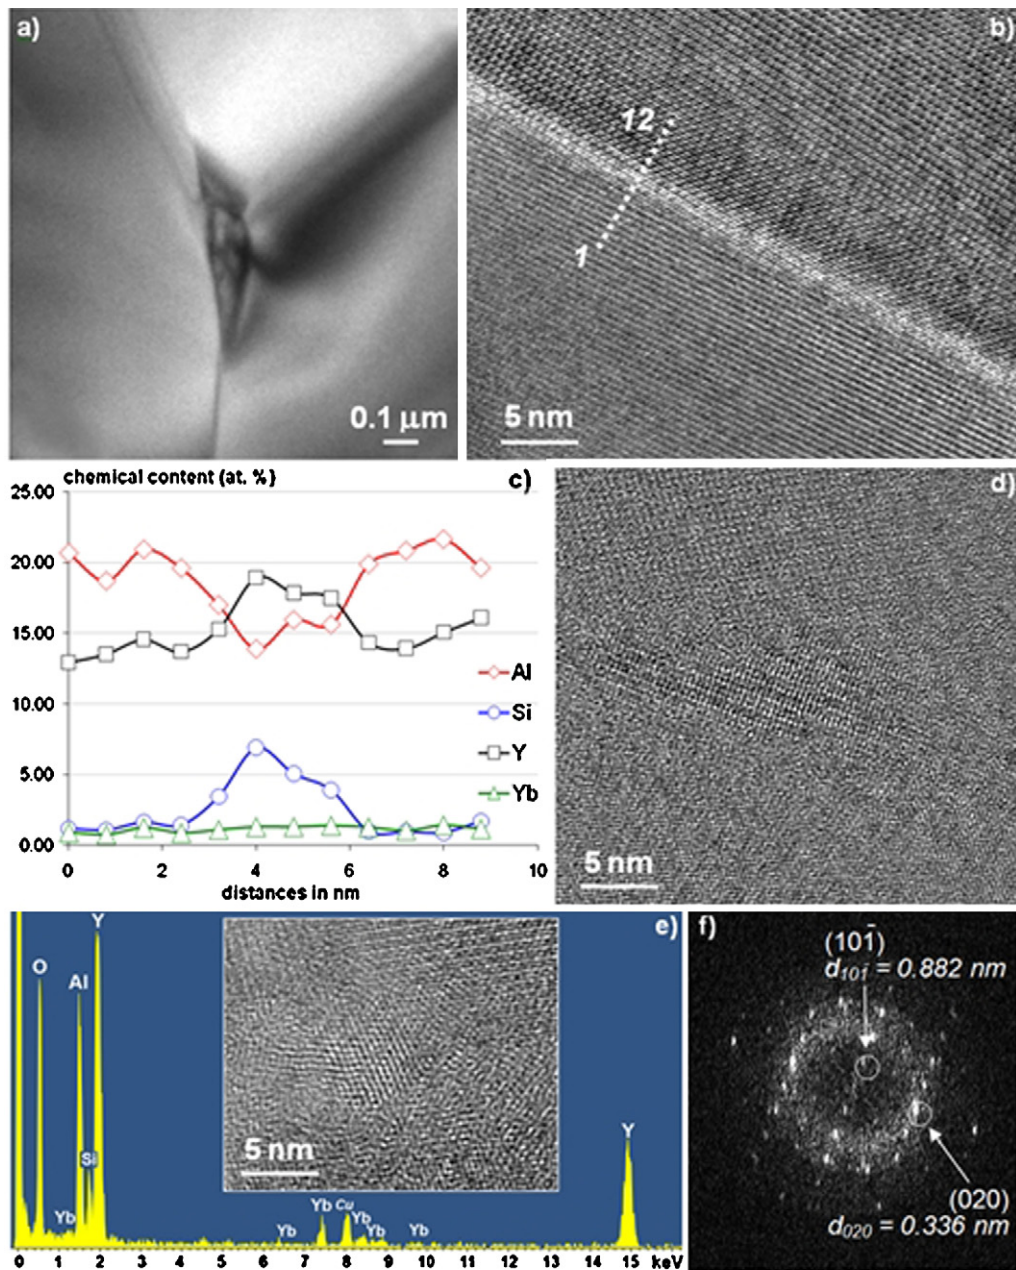 a)
0.1 μm
b)
12
1
5 nm
chemical content (at. %)
c)
25.00
20.00
15.00
10.00
5.00
0.00
Al
Si
Y
Yb
0 2 4 6 8 10
distances in nm
d)
5 nm
e)
Y
O
Al
Si
Yb
Yb
Yb
Cu
Yb
Yb
Yb
Y
5 nm
0 1 2 3 4 5 6 7 8 9 10 11 12 13 14 15 keV
f)
(101̄)
d₁₀₁̄ = 0.882 nm
(020)
d₀₂₀ = 0.336 nm